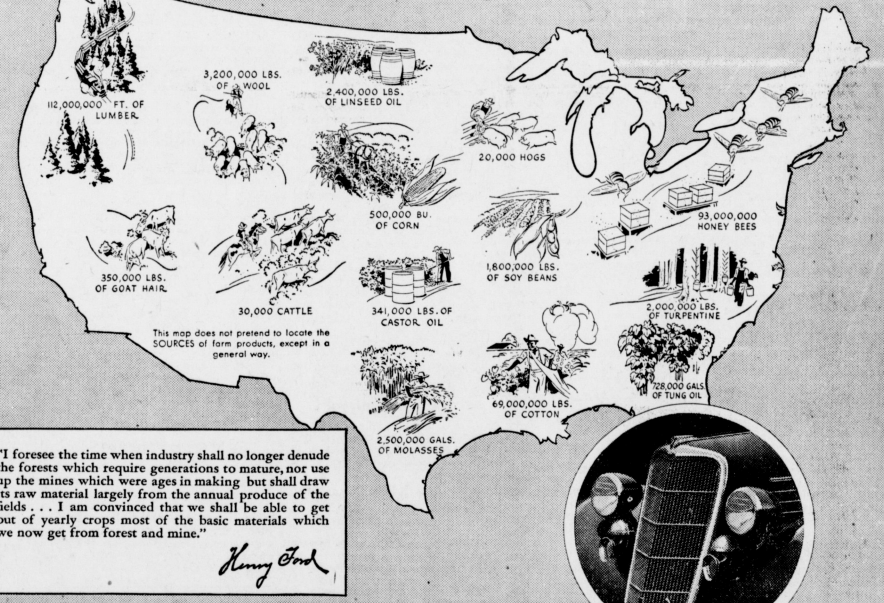 112,000,000 FT. OF
LUMBER
3,200,000 LBS.
OF WOOL
2,400,000 LBS.
OF LINSEED OIL
20,000 HOGS
500,000 BU.
OF CORN
93,000,000
HONEY BEES
350,000 LBS.
OF GOAT HAIR
30,000 CATTLE
341,000 LBS. OF
CASTOR OIL
1,800,000 LBS.
OF SOY BEANS
2,000,000 LBS.
OF TURPENTINE
This map does not pretend to locate the
SOURCES of farm products, except in a
general way.
2,500,000 GALS.
OF MOLASSES
69,000,000 LBS.
OF COTTON
728,000 GALS.
OF TUNG OIL
"I foresee the time when industry shall no longer denude
the forests which require generations to mature, nor use
up the mines which were ages in making but shall draw
its raw material largely from the annual produce of the
fields . . . I am convinced that we shall be able to get
out of yearly crops most of the basic materials which
we now get from forest and mine."
Henry Ford